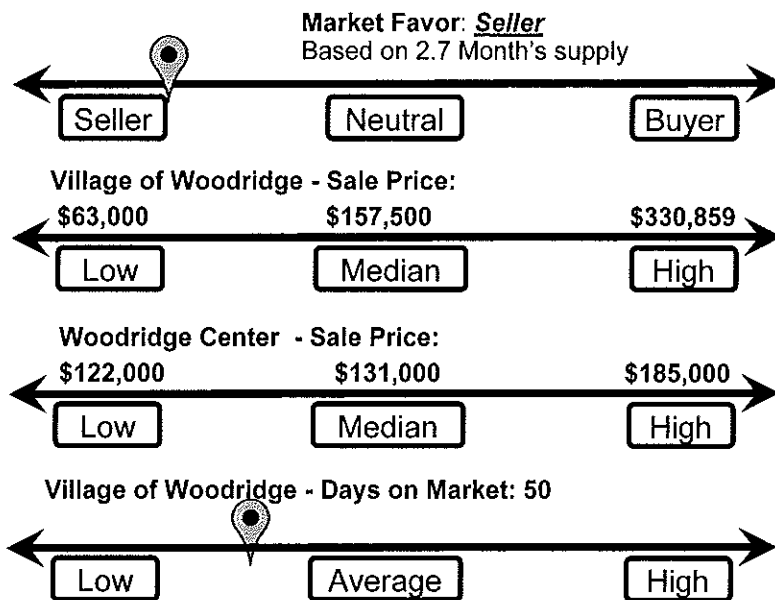 Market Favor: Seller
Based on 2.7 Month's supply
Seller Neutral Buyer
Village of Woodridge - Sale Price:
$63,000 $157,500 $330,859
Low Median High
Woodridge Center - Sale Price:
$122,000 $131,000 $185,000
Low Median High
Village of Woodridge - Days on Market: 50
Low Average High